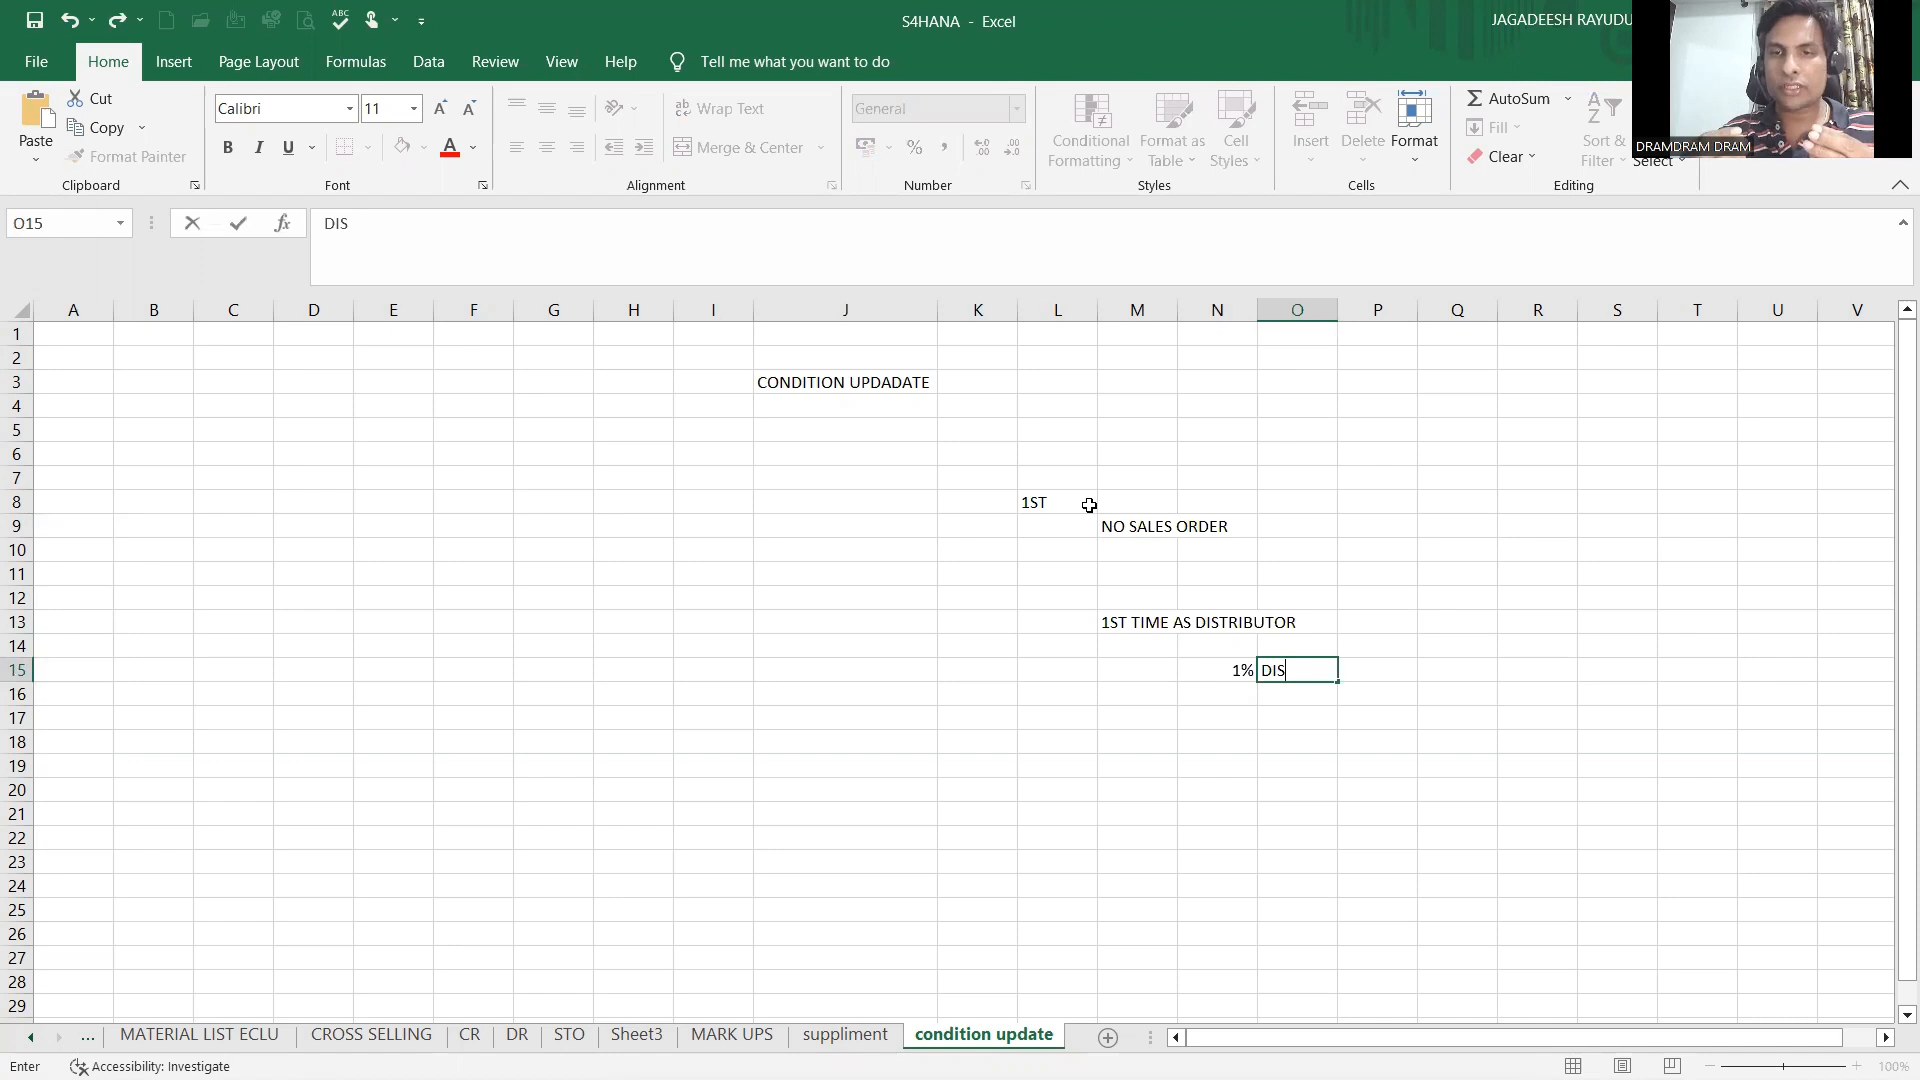 S4HANA - Excel
JAGADEESH RAYUDU
File Home Insert Page Layout Formulas Data Review View Help Tell me what you want to do
DRAMDRAM DRAM
Paste
Cut
Copy
Format Painter
Clipboard
Calibri 11
B I U
Font
Wrap Text
Merge & Center
Alignment
General
Number
Conditional Formatting
Format as Table
Cell Styles
Styles
Insert
Delete
Format
Cells
AutoSum
Fill
Clear
Sort & Filter
Select
Editing
O15
DIS
A B C D E F G H I J K L M N O P Q R S T U V
1
2
3 CONDITION UPDADATE
4
5
6
7
8 1ST
9 NO SALES ORDER
10
11
12
13 1ST TIME AS DISTRIBUTOR
14
15 1% DIS
16
17
18
19
20
21
22
23
24
25
26
27
28
29
... MATERIAL LIST ECLU CROSS SELLING CR DR STO Sheet3 MARK UPS suppliment condition update
Enter Accessibility: Investigate 100%